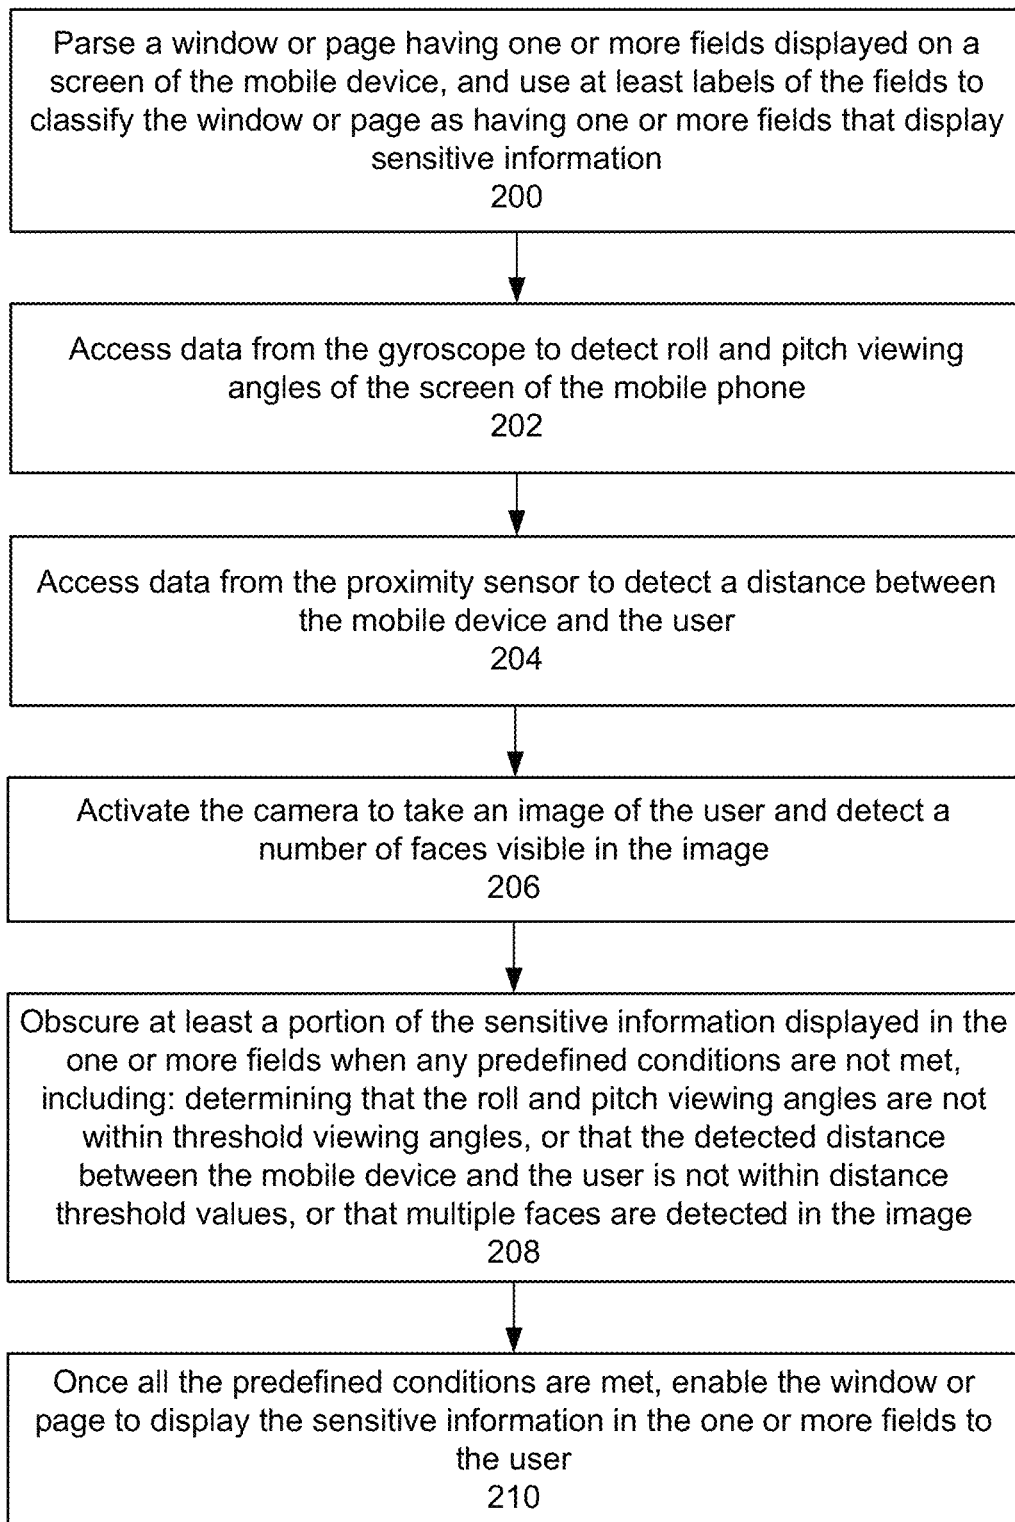 Parse a window or page having one or more fields displayed on a
screen of the mobile device, and use at least labels of the fields to
classify the window or page as having one or more fields that display
sensitive information
200
Access data from the gyroscope to detect roll and pitch viewing
angles of the screen of the mobile phone
202
Access data from the proximity sensor to detect a distance between
the mobile device and the user
204
Activate the camera to take an image of the user and detect a
number of faces visible in the image
206
Obscure at least a portion of the sensitive information displayed in the
one or more fields when any predefined conditions are not met,
including: determining that the roll and pitch viewing angles are not
within threshold viewing angles, or that the detected distance
between the mobile device and the user is not within distance
threshold values, or that multiple faces are detected in the image
208
Once all the predefined conditions are met, enable the window or
page to display the sensitive information in the one or more fields to
the user
210